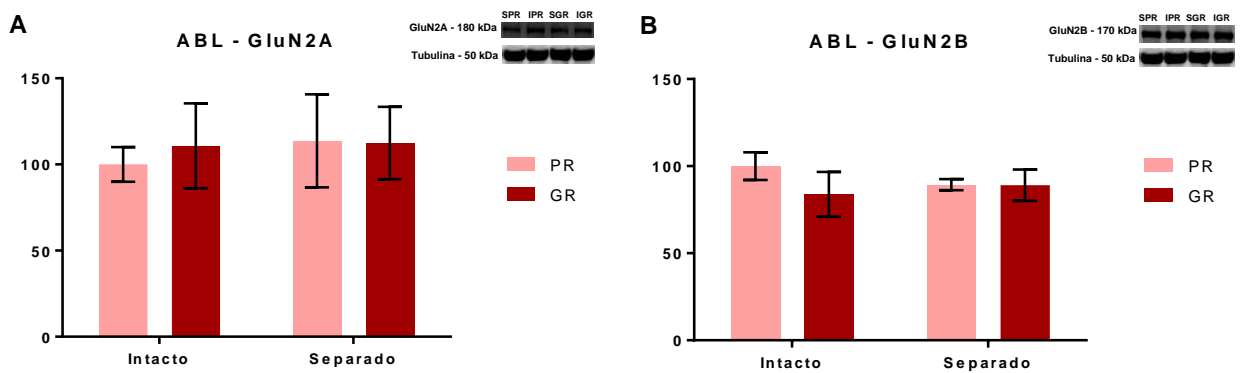 A
ABL - GluN2A
SPR IPR SGR IGR
GluN2A - 180 kDa
Tubulina - 50 kDa
150
100
50
0
Intacto
Separado
PR
GR
B
ABL - GluN2B
SPR IPR SGR IGR
GluN2B - 170 kDa
Tubulina - 50 kDa
150
100
50
0
Intacto
Separado
PR
GR